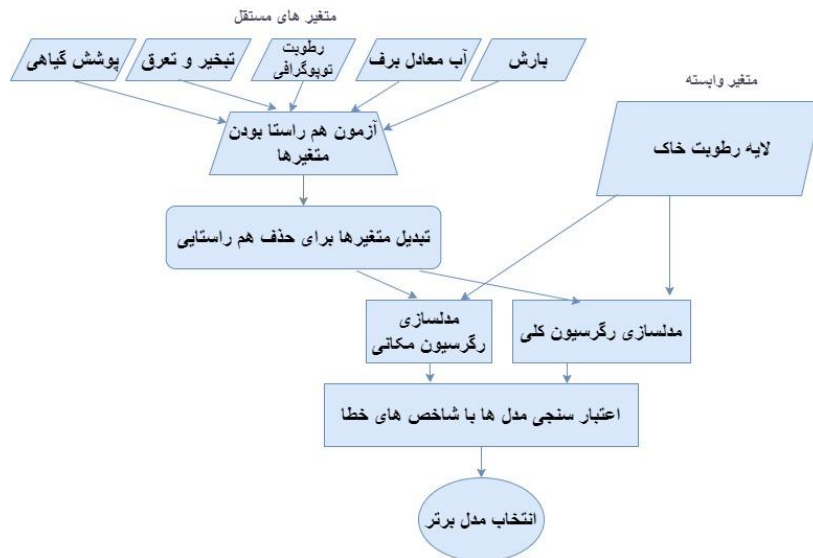 متغیر های مستقل
بارش
آب معادل برف
رطوبت
توپوگرافی
تبخیر و تعرق
پوشش گیاهی
متغیر وابسته
آزمون هم راستا بودن
متغیرها
لایه رطوبت خاک
تبدیل متغیرها برای حذف هم راستایی
مدلسازی رگرسیون کلی
مدلسازی
رگرسیون مکانی
اعتبار سنجی مدل ها با شاخص های خطا
انتخاب مدل برتر